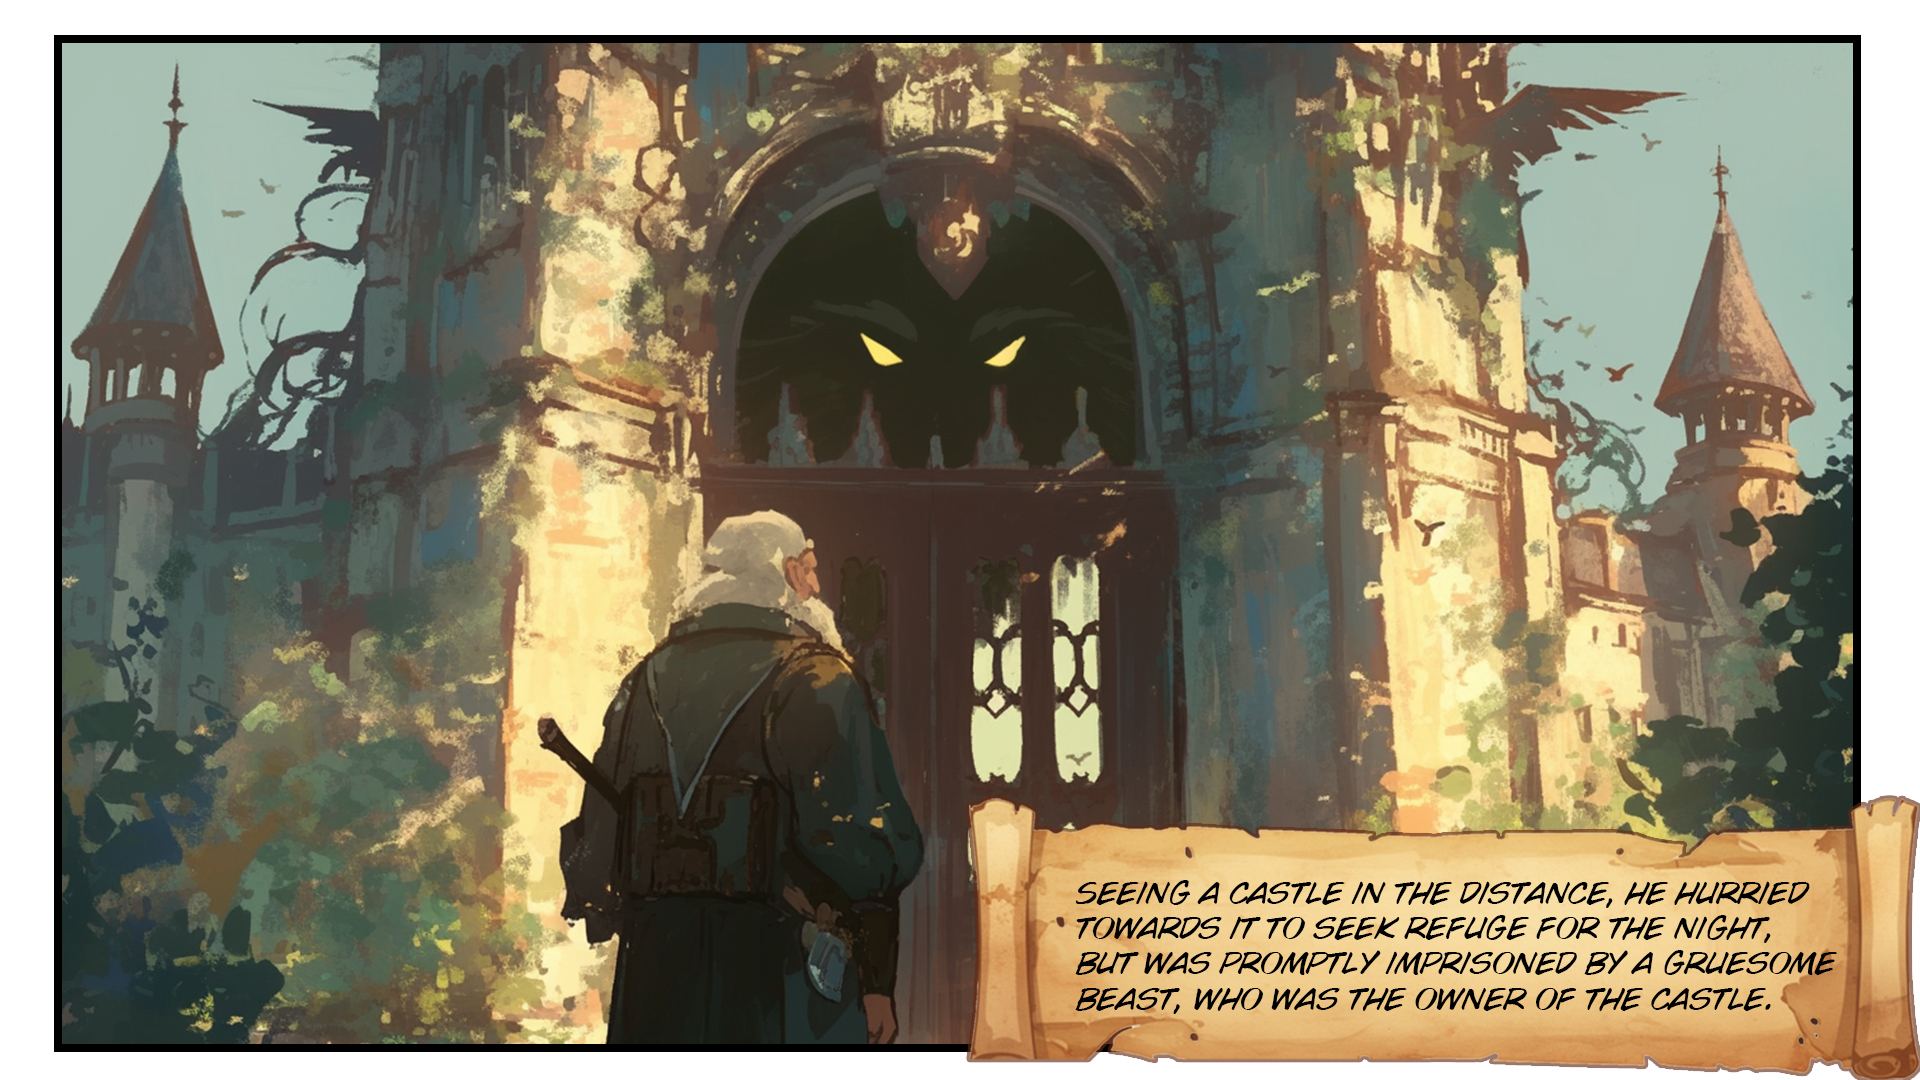 SEEING A CASTLE IN THE DISTANCE, HE HURRIED
TOWARDS IT TO SEEK REFUGE FOR THE NIGHT,
BUT WAS PROMPTLY IMPRISONED BY A GRUESOME
BEAST, WHO WAS THE OWNER OF THE CASTLE.